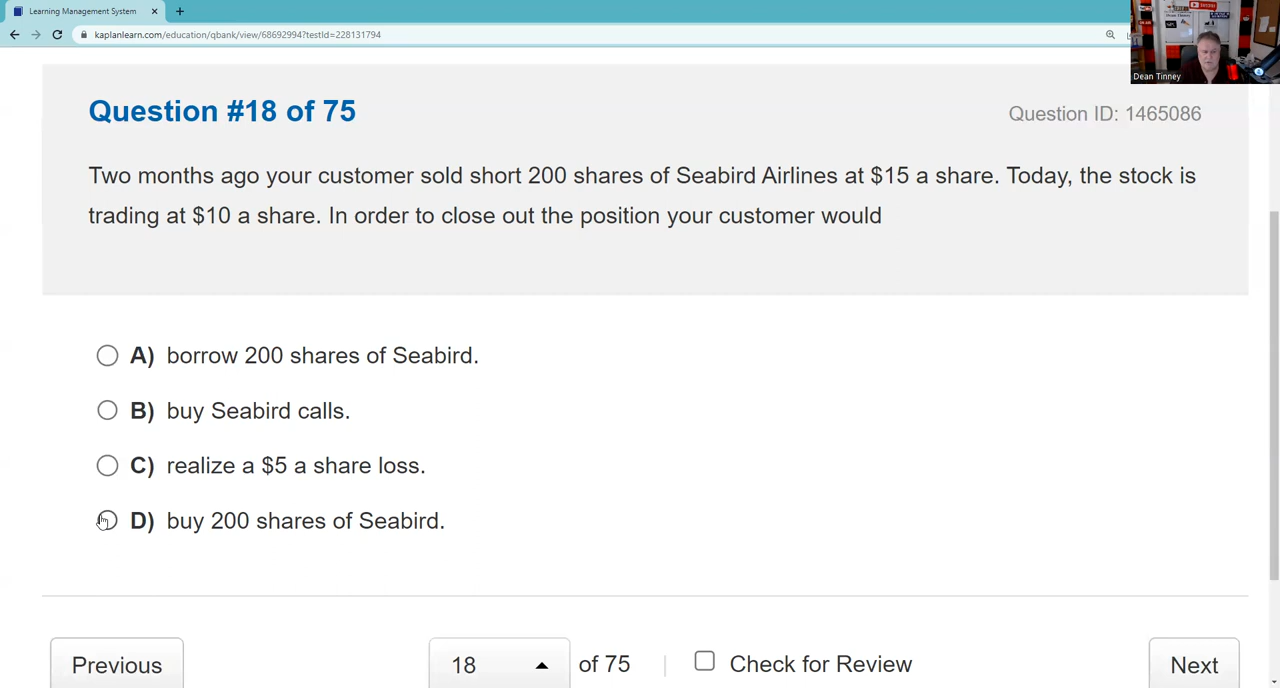 Learning Management System
kaplanlearn.com/education/qbank/view/68692994?testId=228131794
Dean Tinney
Question #18 of 75
Question ID: 1465086
Two months ago your customer sold short 200 shares of Seabird Airlines at $15 a share. Today, the stock is
trading at $10 a share. In order to close out the position your customer would
A) borrow 200 shares of Seabird.
B) buy Seabird calls.
C) realize a $5 a share loss.
D) buy 200 shares of Seabird.
Previous
18
of 75
Check for Review
Next